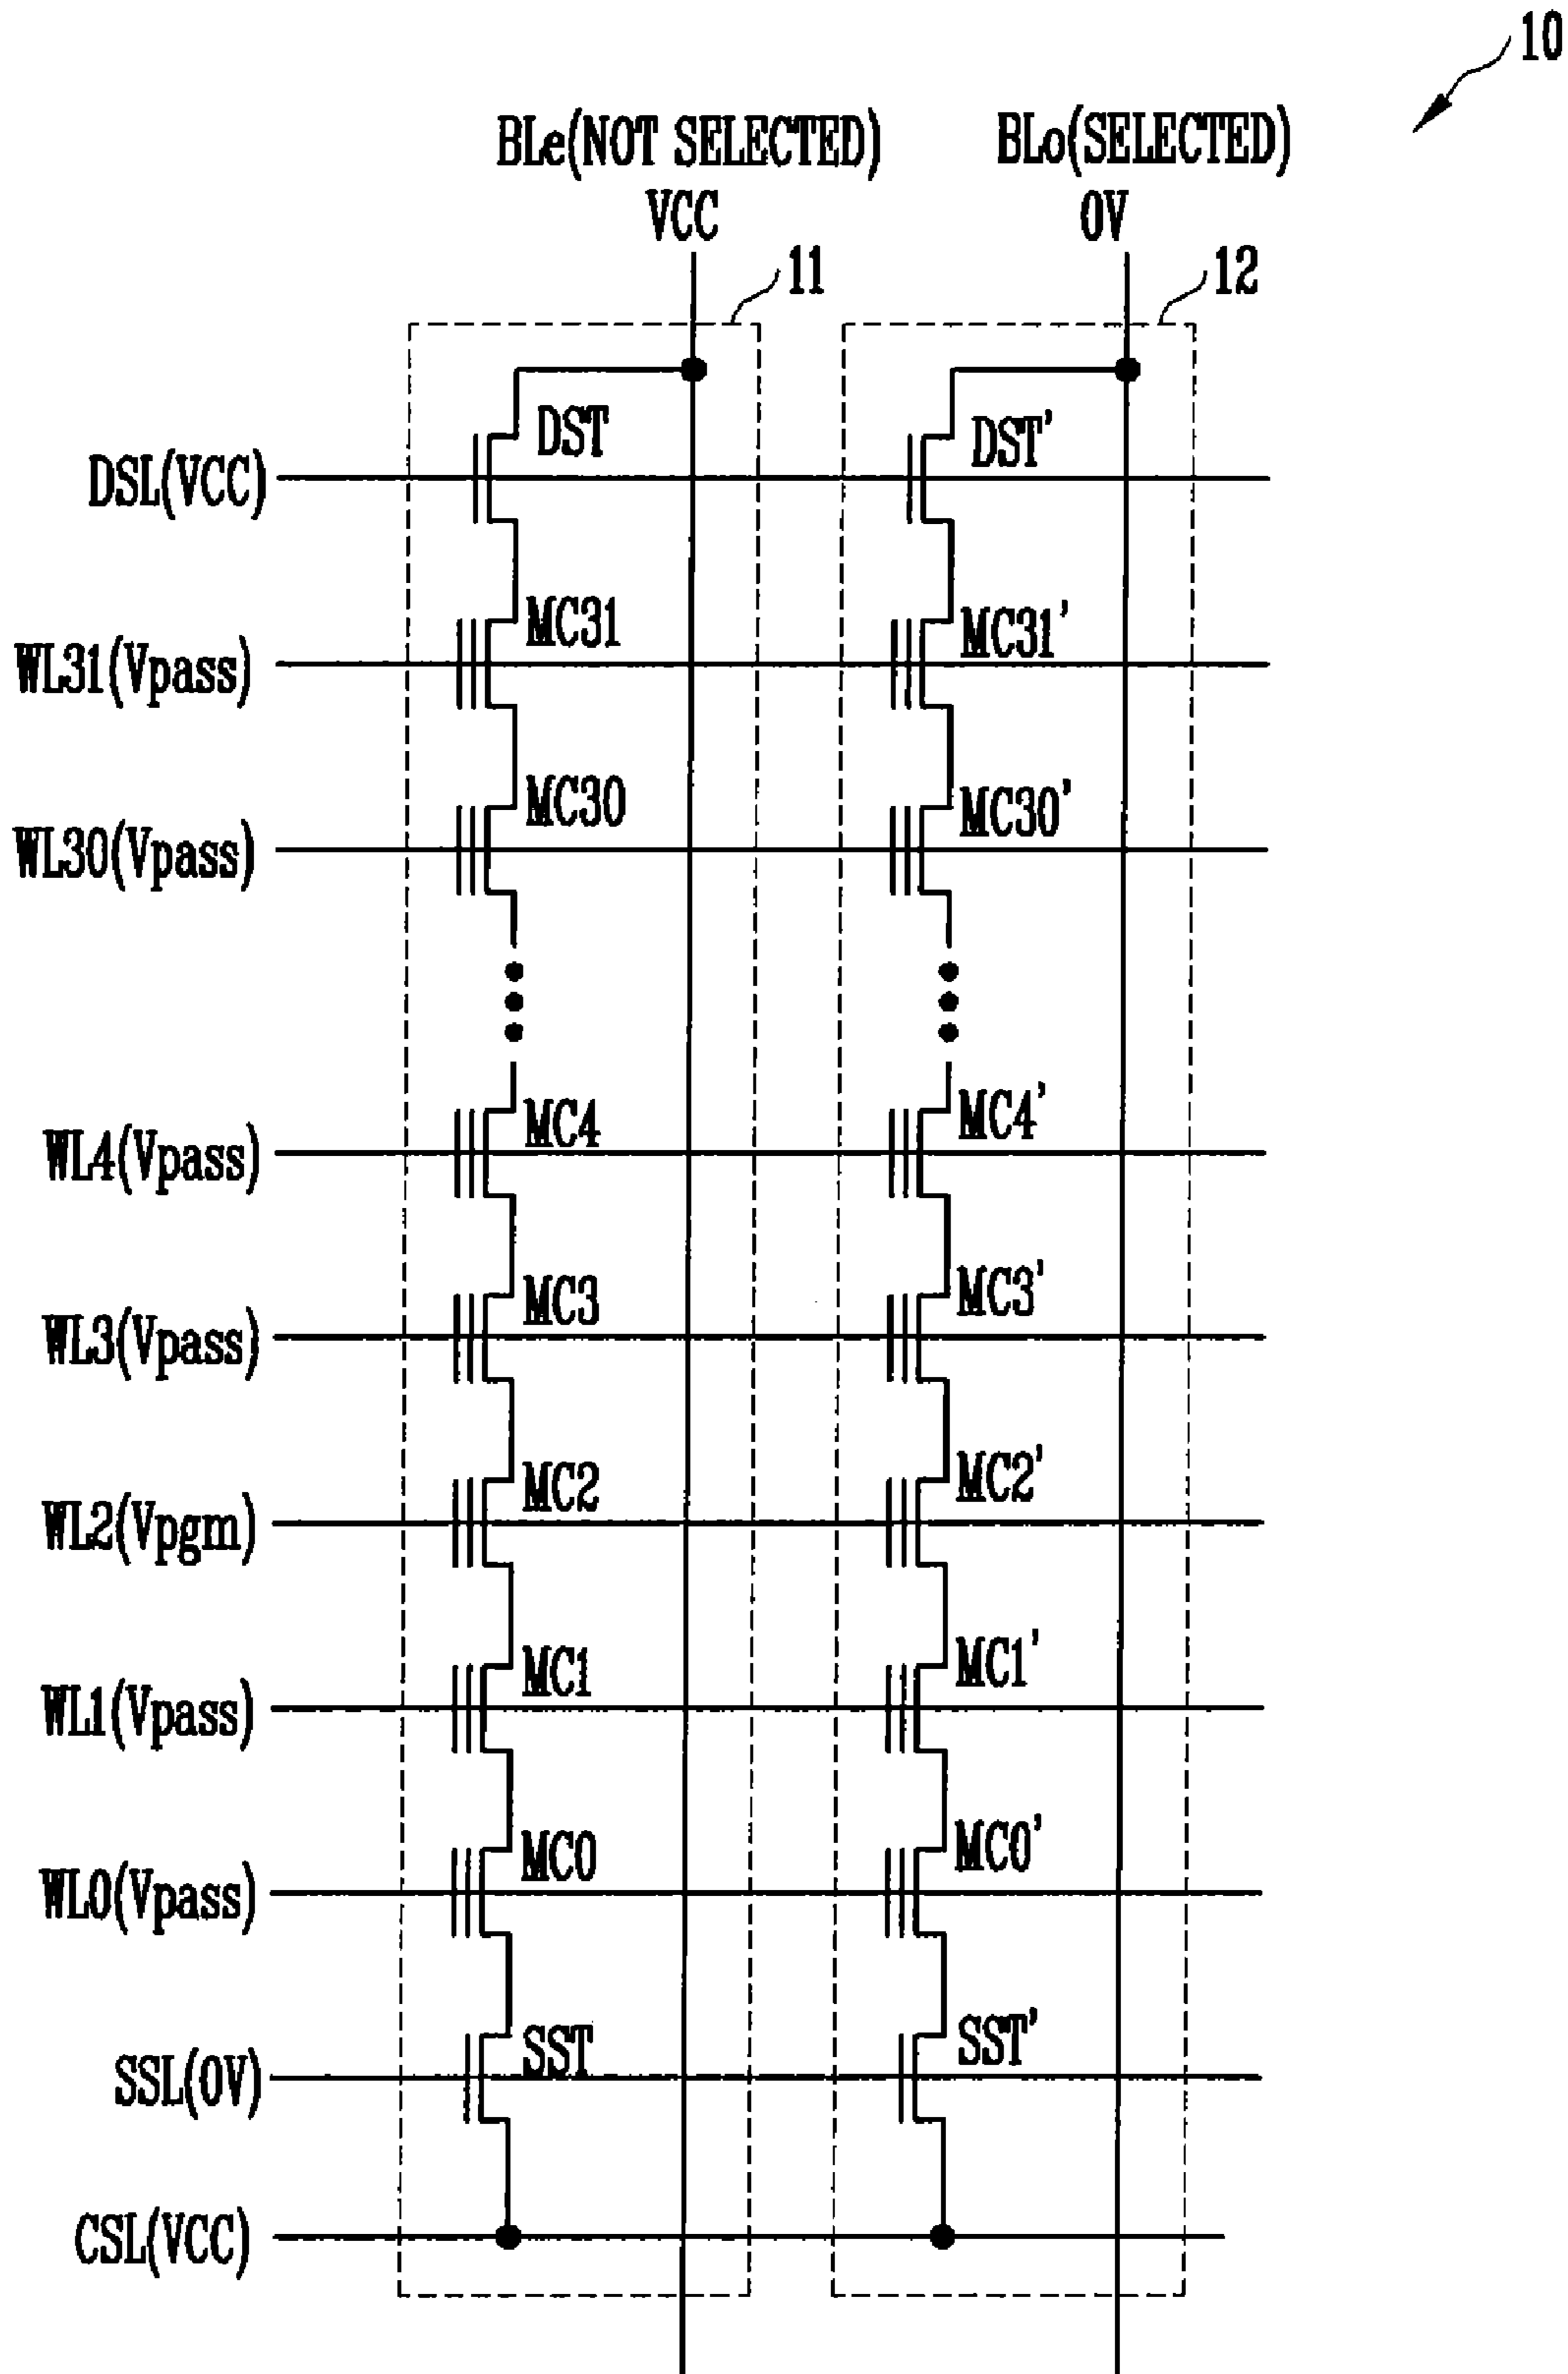 10
BLe(NOT SELECTED)
VCC
BLo(SELECTED)
0V
11
12
DSL(VCC)
DST
DST'
WL31(Vpass)
MC31
MC31'
WL30(Vpass)
MC30
MC30'
WL4(Vpass)
MC4
MC4'
WL3(Vpass)
MC3
MC3'
WL2(Vpgm)
MC2
MC2'
WL1(Vpass)
MC1
MC1'
WL0(Vpass)
MC0
MC0'
SSL(0V)
SST
SST'
CSL(VCC)